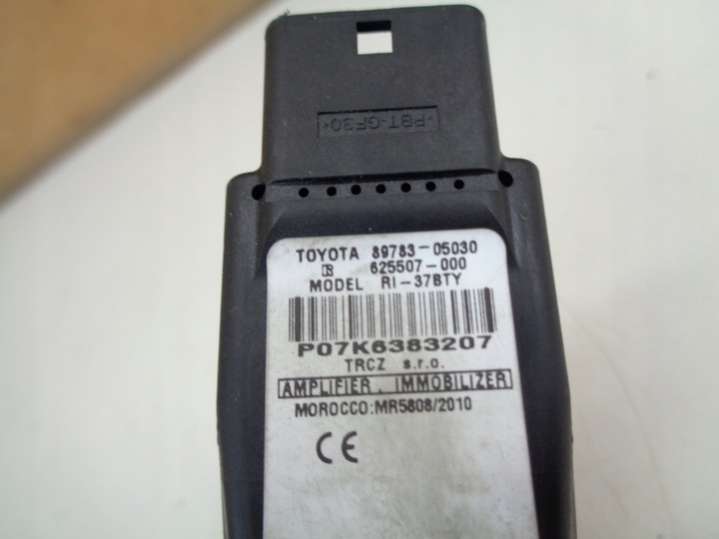 >PBT-GF30<
TOYOTA 89783-05030
625507-000
MODEL RI-37BTY
P07K6383207
TRCZ s.r.o.
AMPLIFIER, IMMOBILIZER
MOROCCO:MR5808/2010
CE